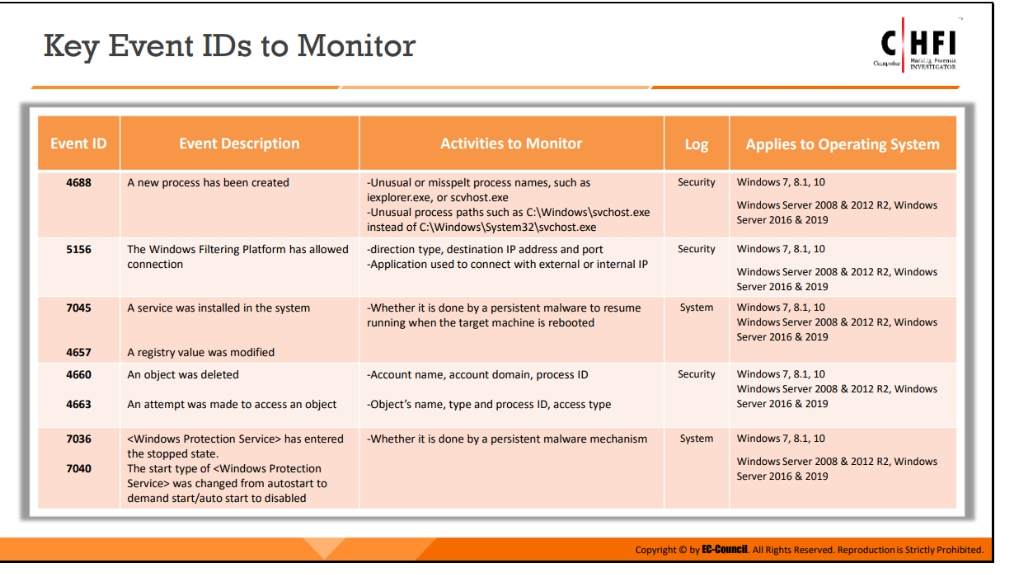 Key Event IDs to Monitor
C HFI
Computer Hacking Forensic
INVESTIGATOR
Event ID Event Description Activities to Monitor Log Applies to Operating System
4688 A new process has been created -Unusual or misspelt process names, such as Security Windows 7, 8.1, 10
iexplorer.exe, or scvhost.exe
-Unusual process paths such as C:\Windows\svchost.exe Windows Server 2008 & 2012 R2, Windows
instead of C:\Windows\System32\svchost.exe Server 2016 & 2019
5156 The Windows Filtering Platform has allowed -direction type, destination IP address and port Security Windows 7, 8.1, 10
connection -Application used to connect with external or internal IP
Windows Server 2008 & 2012 R2, Windows
Server 2016 & 2019
7045 A service was installed in the system -Whether it is done by a persistent malware to resume System Windows 7, 8.1, 10
running when the target machine is rebooted Windows Server 2008 & 2012 R2, Windows
Server 2016 & 2019
4657 A registry value was modified
4660 An object was deleted -Account name, account domain, process ID Security Windows 7, 8.1, 10
Windows Server 2008 & 2012 R2, Windows
4663 An attempt was made to access an object -Object's name, type and process ID, access type Server 2016 & 2019
7036 <Windows Protection Service> has entered -Whether it is done by a persistent malware mechanism System Windows 7, 8.1, 10
the stopped state.
7040 The start type of <Windows Protection Windows Server 2008 & 2012 R2, Windows
Service> was changed from autostart to Server 2016 & 2019
demand start/auto start to disabled
Copyright © by EC-Council. All Rights Reserved. Reproduction is Strictly Prohibited.